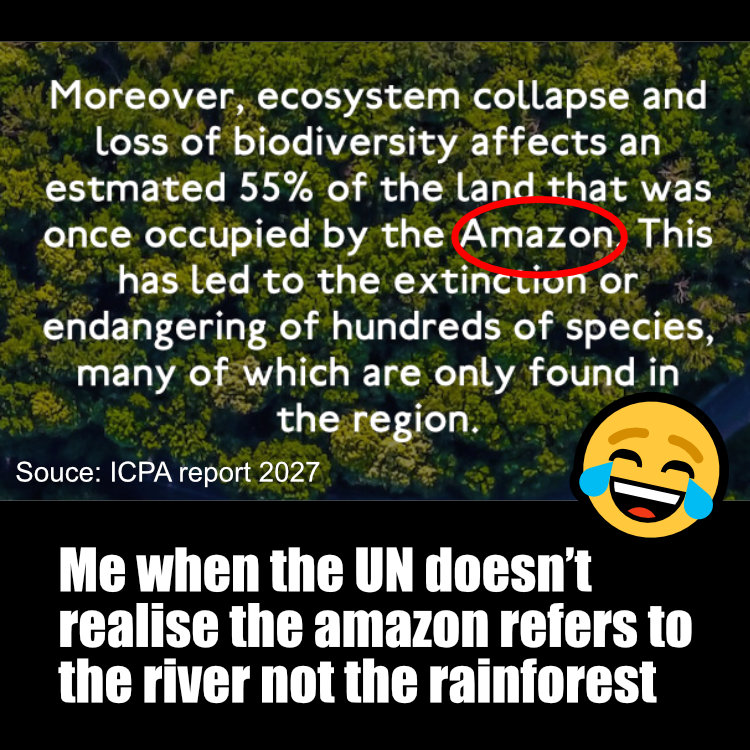 Moreover, ecosystem collapse and
loss of biodiversity affects an
estmated 55% of the land that was
once occupied by the Amazon. This
has led to the extinction or
endangering of hundreds of species,
many of which are only found in
the region.
Souce: ICPA report 2027
Me when the UN doesn’t
realise the amazon refers to
the river not the rainforest